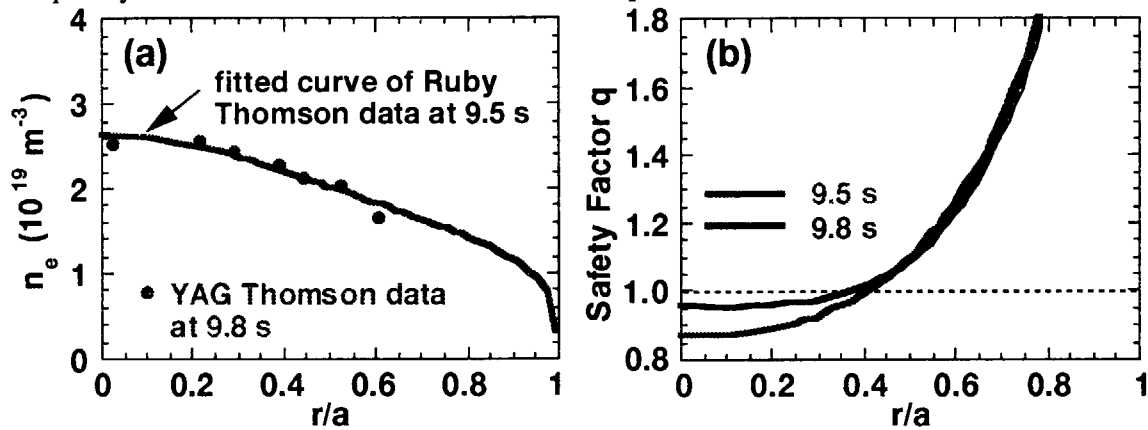 (a)
fitted curve of Ruby
Thomson data at 9.5 s
YAG Thomson data
at 9.8 s
n_e (10^19 m^-3)
4
3
2
1
0
0 0.2 0.4 0.6 0.8 1
r/a
(b)
9.5 s
9.8 s
Safety Factor q
1.8
1.6
1.4
1.2
1.0
0.8
0 0.2 0.4 0.6 0.8 1
r/a